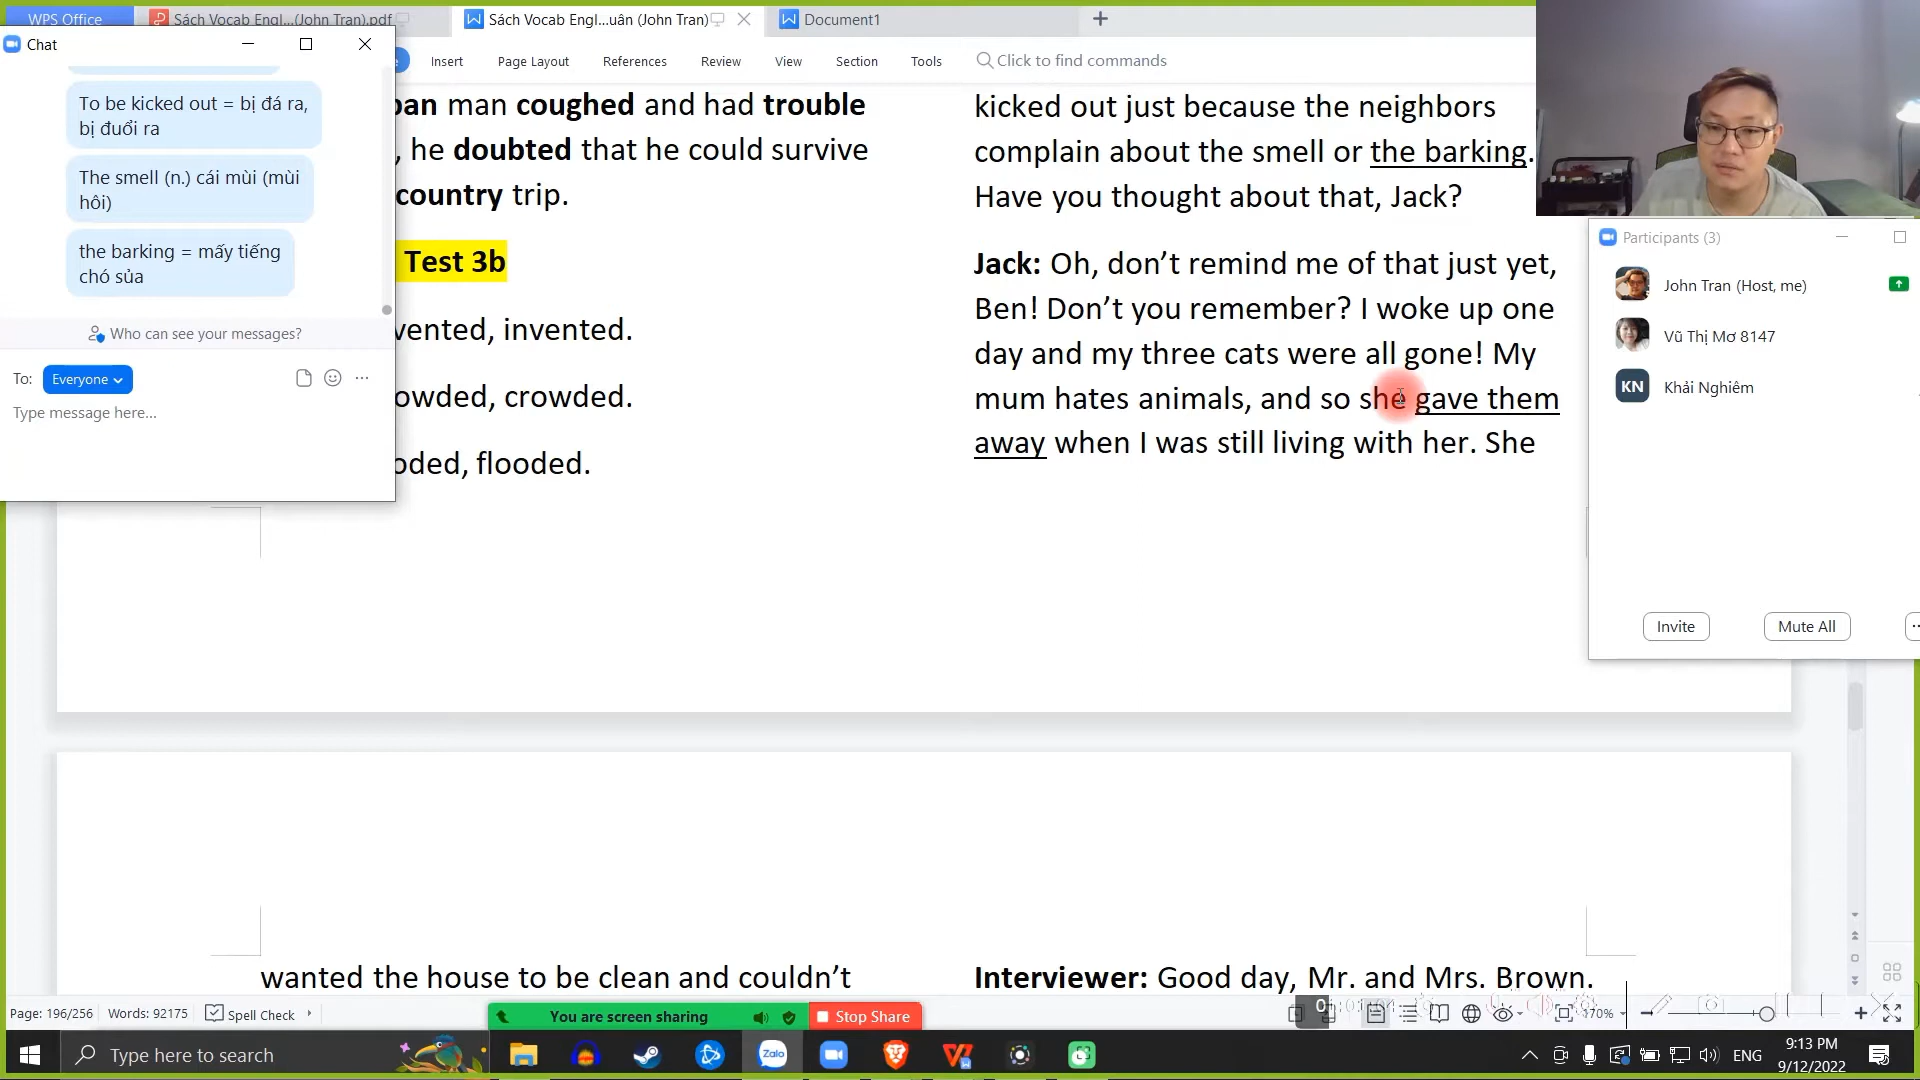 WPS Office
Sách Vocab Engl...(John Tran).pdf
Sách Vocab Engl...uân (John Tran)
Document1
Chat
Insert
Page Layout
References
Review
View
Section
Tools
Click to find commands
To be kicked out = bị đá ra,
bị đuổi ra
The smell (n.) cái mùi (mùi
hôi)
the barking = mấy tiếng
chó sủa
Who can see your messages?
To:
Everyone
Type message here...
man coughed and had trouble
, he doubted that he could survive
country trip.
Test 3b
vented, invented.
owded, crowded.
oded, flooded.
kicked out just because the neighbors
complain about the smell or the barking.
Have you thought about that, Jack?
Jack: Oh, don't remind me of that just yet,
Ben! Don't you remember? I woke up one
day and my three cats were all gone! My
mum hates animals, and so she gave them
away when I was still living with her. She
Participants (3)
John Tran (Host, me)
Vũ Thị Mơ 8147
KN
Khải Nghiêm
Invite
Mute All
wanted the house to be clean and couldn't
Interviewer: Good day, Mr. and Mrs. Brown.
Page: 196/256
Words: 92175
Spell Check
You are screen sharing
Stop Share
170%
Type here to search
Zalo
ENG
9:13 PM
9/12/2022